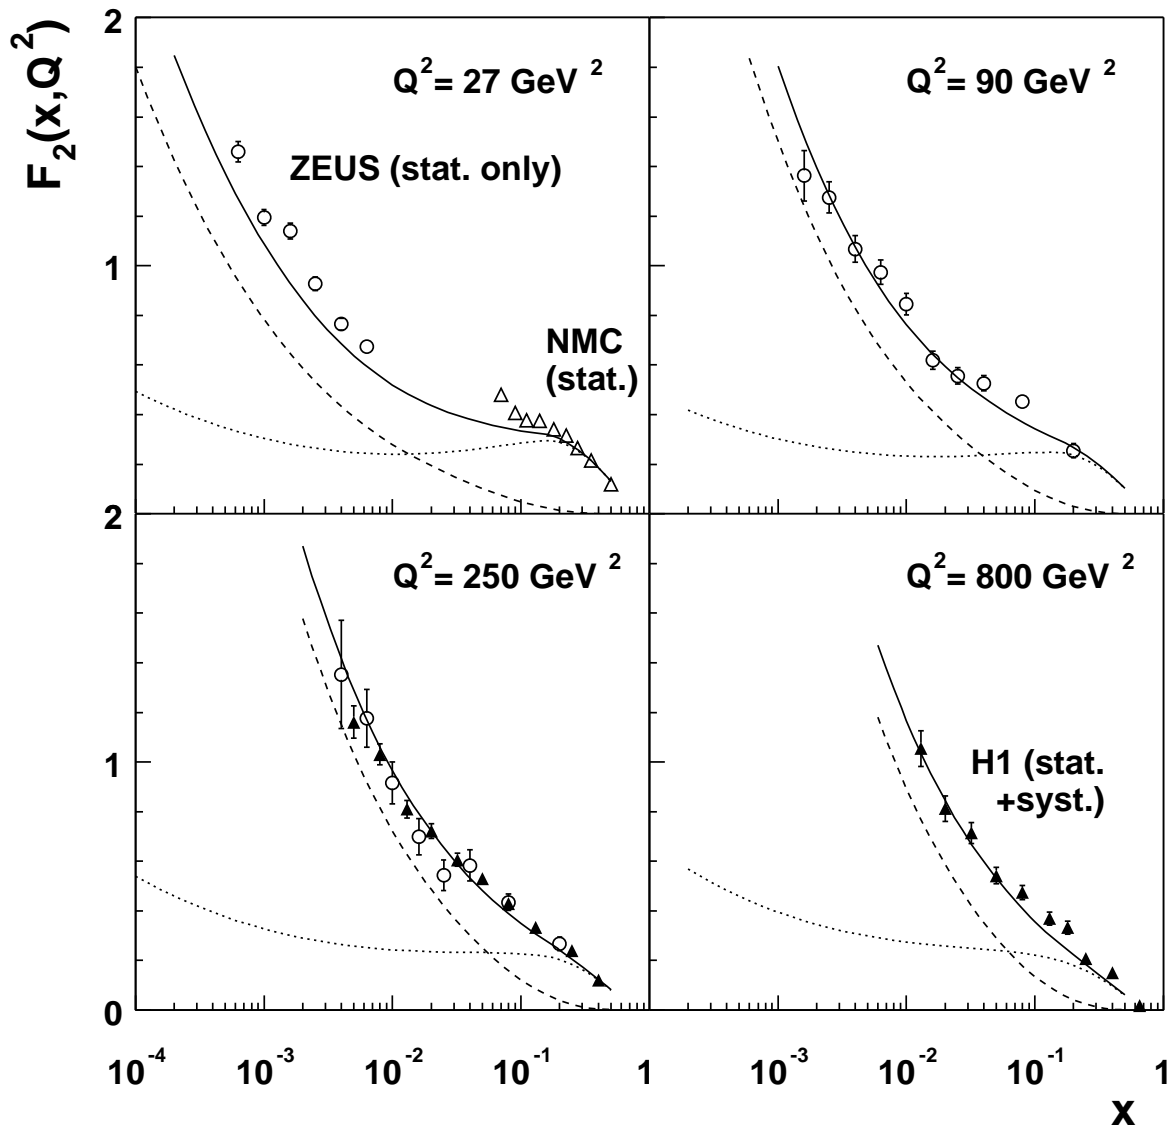 F2(x,Q2)
2
Q2= 27 GeV 2
Q2= 90 GeV 2
ZEUS (stat. only)
1
NMC
(stat.)
2
Q2= 250 GeV 2
Q2= 800 GeV 2
1
H1 (stat.
+syst.)
0
10-4 10-3 10-2 10-1 1 10-3 10-2 10-1 1
x